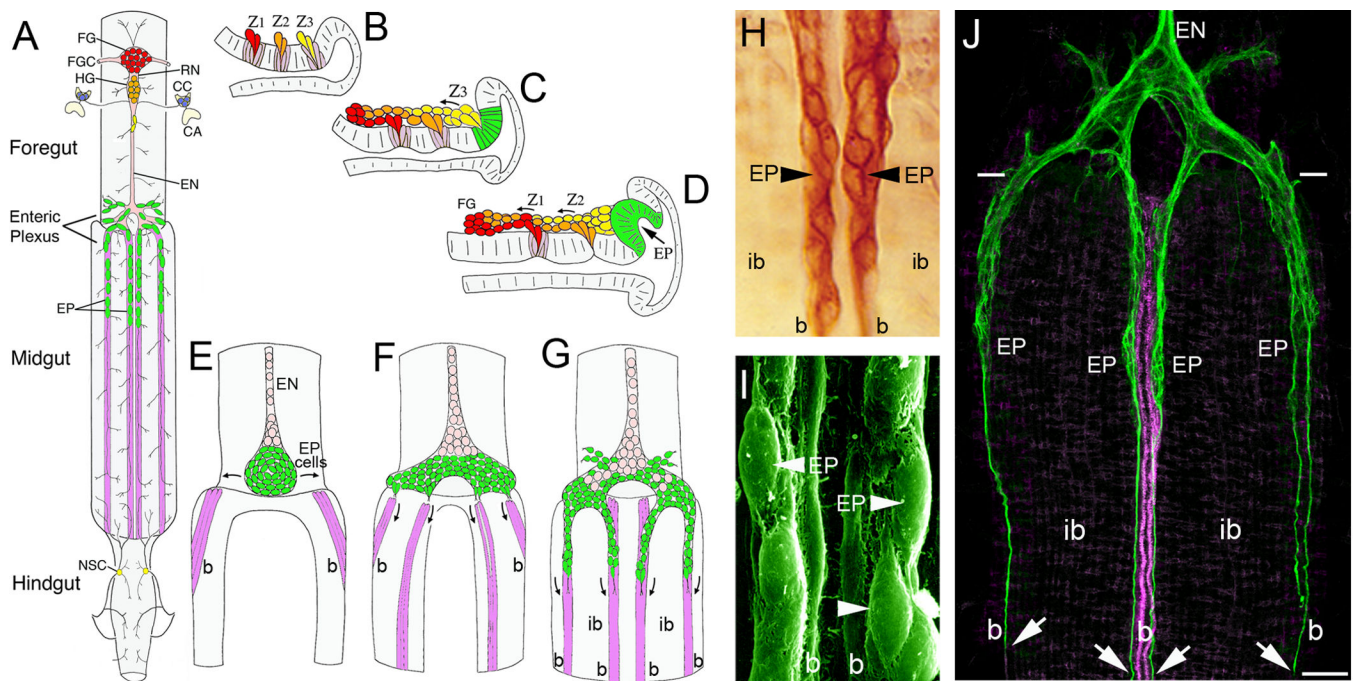 A
FG
FGC
RN
HG
CC
CA
Foregut
EN
Enteric
Plexus
EP
Midgut
NSC
Hindgut
Z1 Z2 Z3
B
C
Z3
D
FG Z1 Z2
EP
E
EN
EP
cells
b b
F
b b
G
ib ib
b b b b
H
EP EP
ib ib
b b
I
EP
EP
b b
J
EN
EP EP EP EP
ib ib
b b b